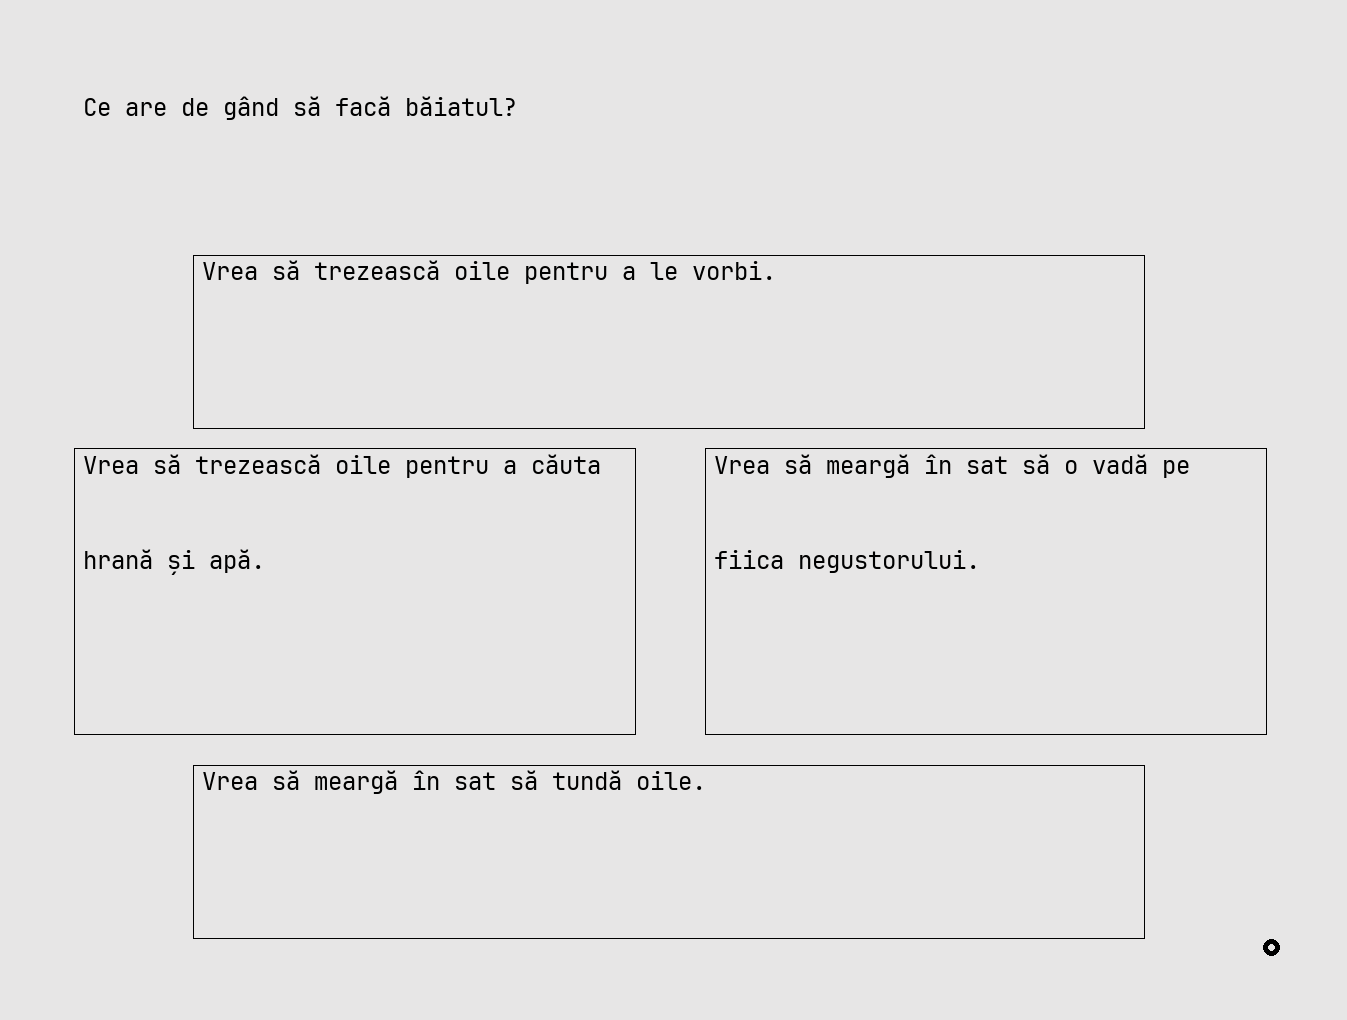 Ce are de gând să facă băiatul?
Vrea să trezească oile pentru a le vorbi.
Vrea să trezească oile pentru a căuta
hrană și apă.
Vrea să meargă în sat să o vadă pe
fiica negustorului.
Vrea să meargă în sat să tundă oile.